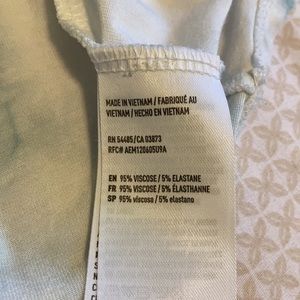 MADE IN VIETNAM / FABRIQUÉ AU
VIETNAM / HECHO EN VIETNAM
RN 54485/CA 03873
RFC# AEM120605U9A
EN 95% VISCOSE / 5% ELASTANE
FR 95% VISCOSE / 5% ÉLASTHANNE
SP 95% viscosa / 5% elastano